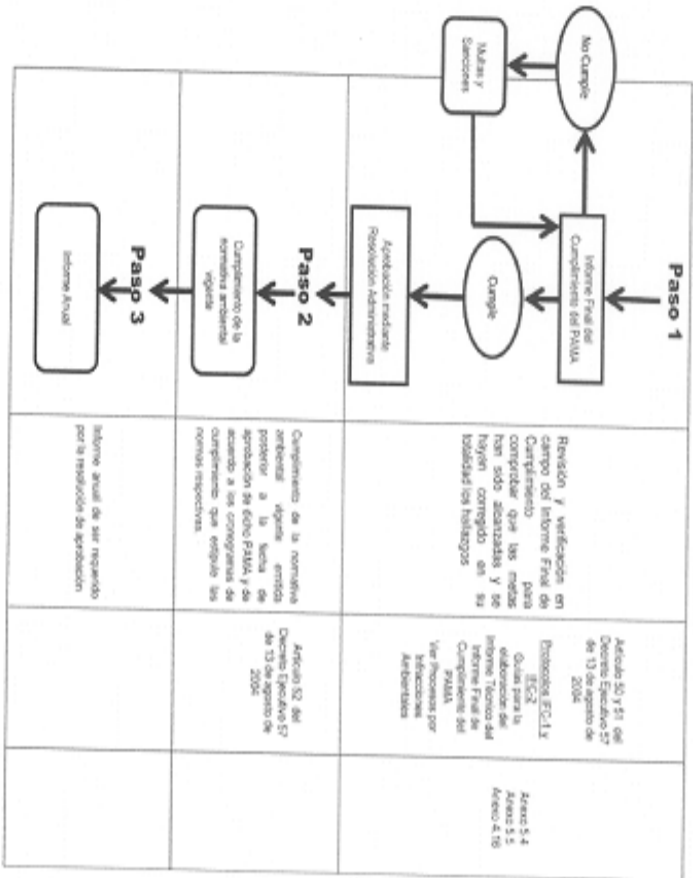 Paso 1
Informe Final del
Cumplimiento del PAMA
No Cumple
Multas y
Sanciones
Cumple
Aprobación mediante
Resolución Administrativa
Revisión y verificación en
campo del Informe Final de
Cumplimiento para
comprobar que las metas
han sido alcanzadas y se
hayan corregido en su
totalidad los hallazgos
Artículo 50 y 51 del
Decreto Ejecutivo 57
de 13 de agosto de
2004
Protocolos IFC-1 y
IFC-2
Guías para la
elaboración del
Informe Técnico del
Informe Final de
Cumplimiento del
PAMA
Ver Procesos por
Infracciones
Ambientales
Anexo 5.4
Anexo 5.5
Anexo 4.16
Paso 2
Cumplimiento de la
normativa ambiental
vigente
Cumplimiento de la normativa
ambiental vigente emitida
posterior a la fecha de
aprobación de dicho PAMA y de
acuerdo a los cronogramas de
cumplimiento que estipule las
normas respectivas.
Artículo 52 del
Decreto Ejecutivo 57
de 13 de agosto de
2004
Paso 3
Informe Anual
Informe anual de ser requerido
por la resolución de aprobación